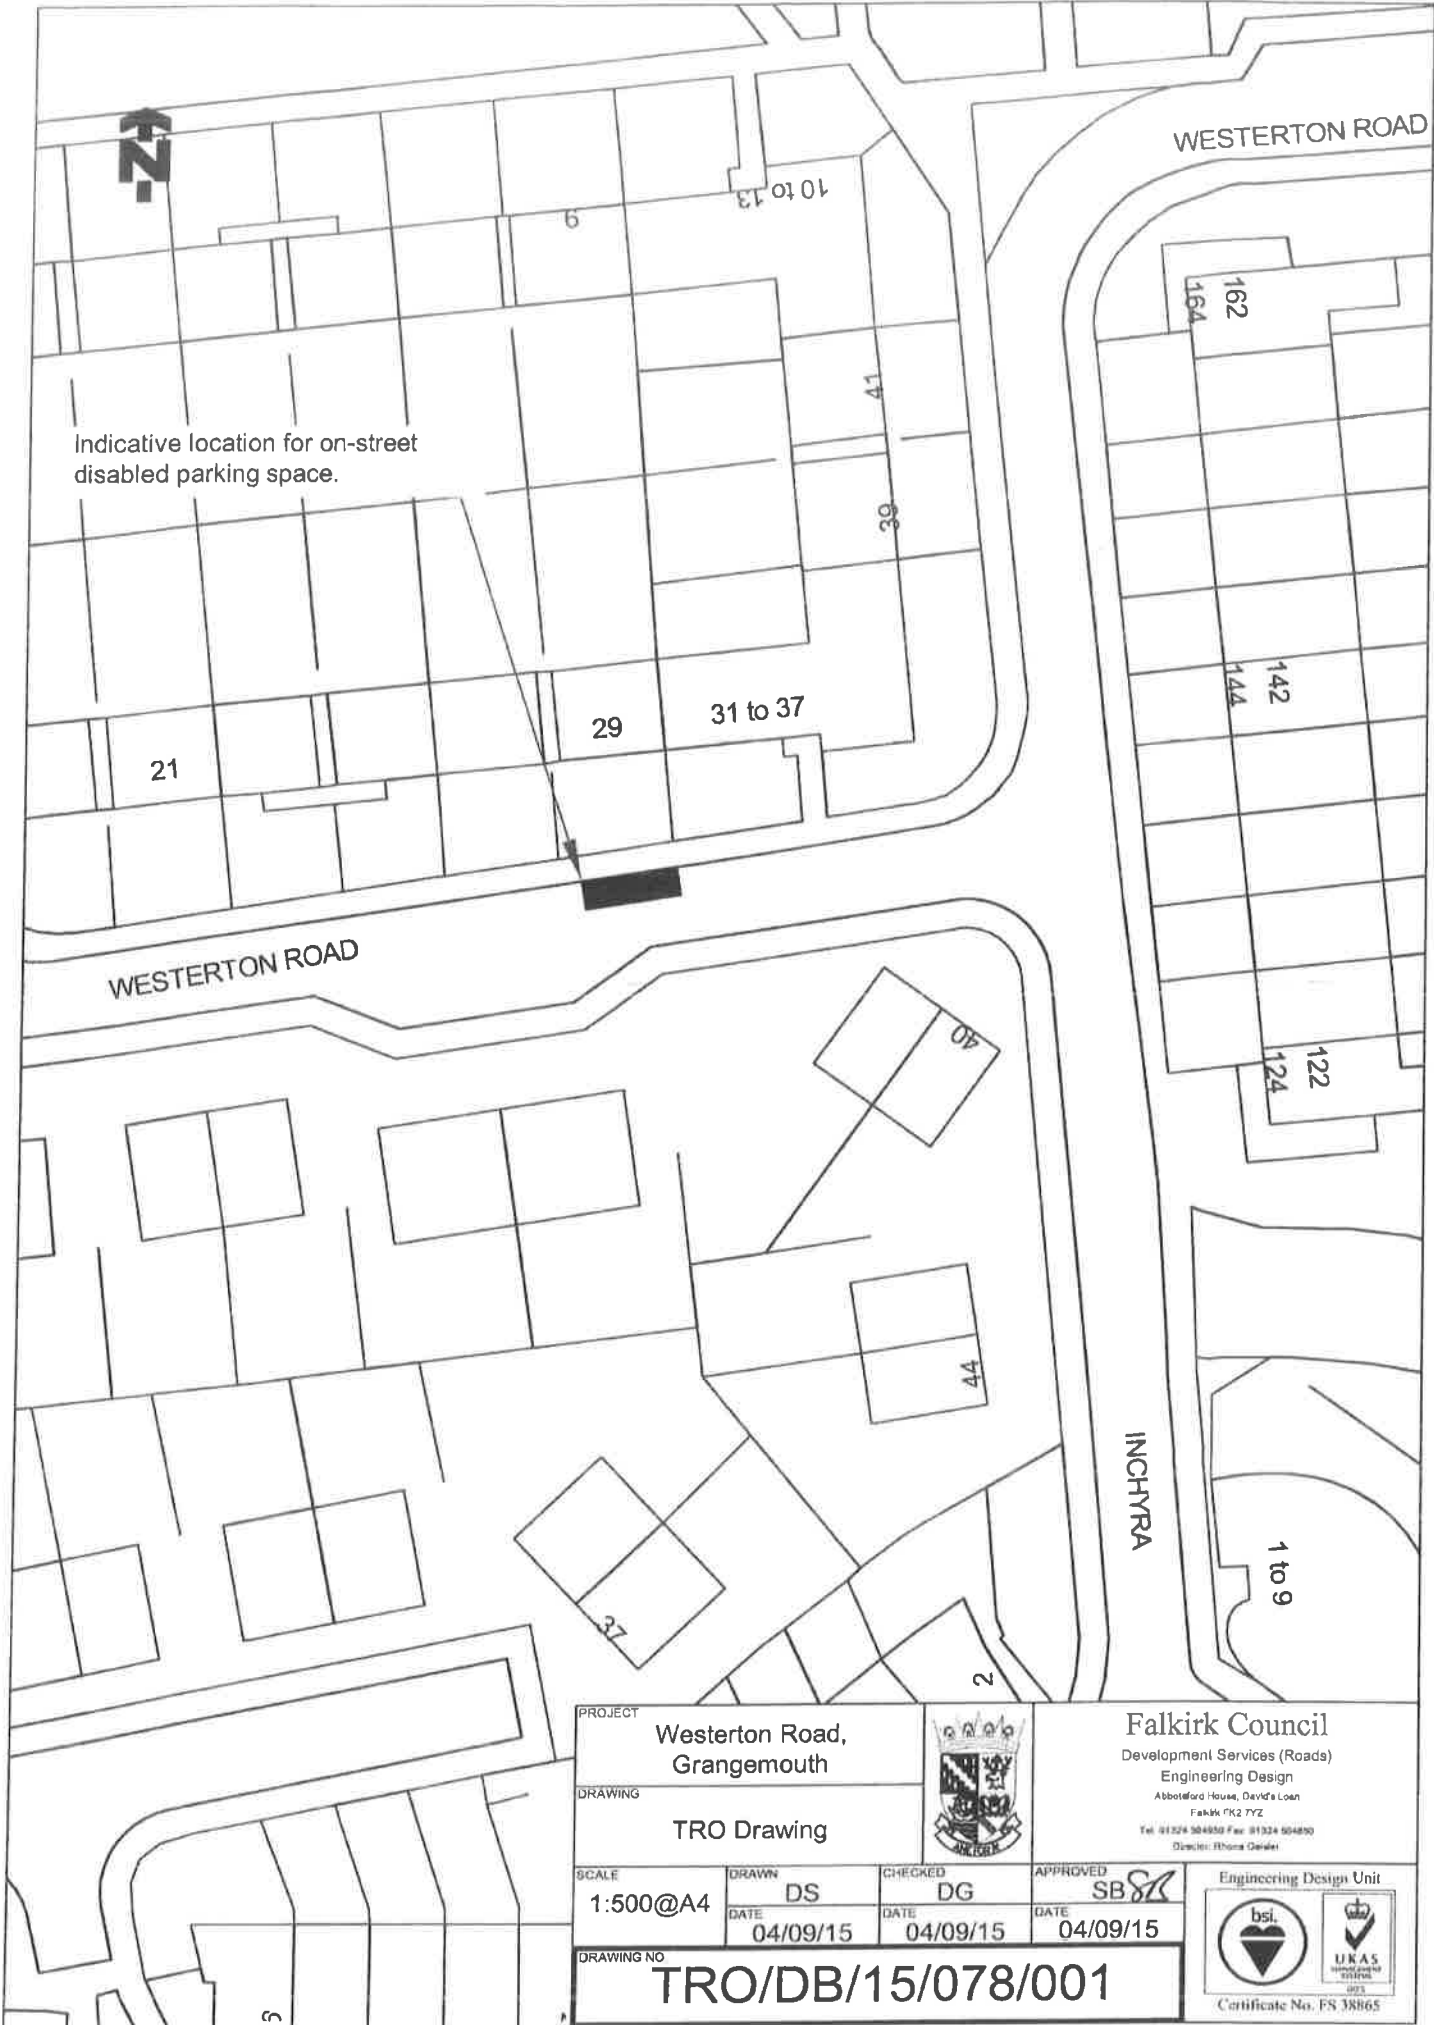 N
WESTERTON ROAD
10 to 13
9
162
164
41
Indicative location for on-street
disabled parking space.
39
142
144
31 to 37
29
21
WESTERTON ROAD
40
122
124
44
INCHYRA
1 to 9
37
2
PROJECT
Westerton Road,
Grangemouth
DRAWING
TRO Drawing
Falkirk Council
Development Services (Roads)
Engineering Design
Abbotsford House, David's Loan
Falkirk FK2 7YZ
SCALE
1:500@A4
DRAWN
DS
DATE
04/09/15
CHECKED
DG
DATE
04/09/15
APPROVED
SB
DATE
04/09/15
DRAWING NO
TRO/DB/15/078/001
Engineering Design Unit
bsi.
UKAS
Certificate No. FS 38865